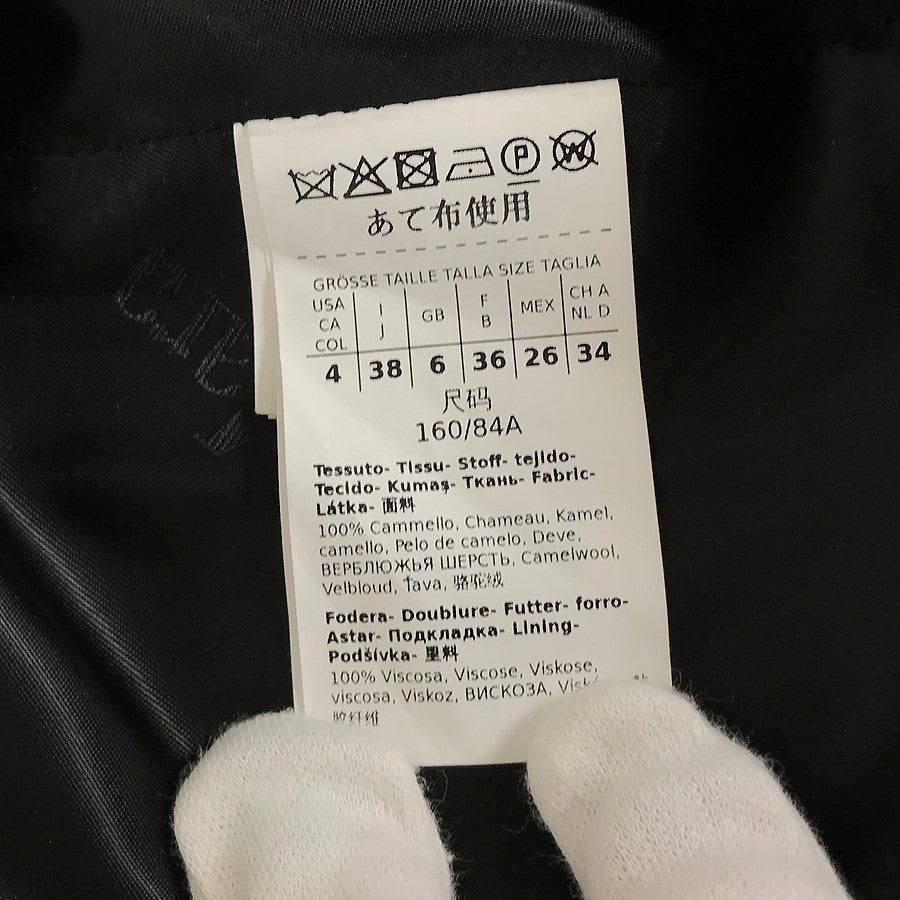 P W
あて布使用
GRÖSSE TAILLE TALLA SIZE TAGLIA
USA CA COL | I J | GB | F B | MEX | CH A NL D
4 | 38 | 6 | 36 | 26 | 34
尺码
160/84A
Tessuto- Tissu- Stoff- tejido-
Tecido- Kumaş- Ткань- Fabric-
Látka- 面料
100% Cammello, Chameau, Kamel,
camello, Pelo de camelo, Deve,
ВЕРБЛЮЖЬЯ ШЕРСТЬ, Camelwool,
Velbloud, Ťava, 骆驼绒
Fodera- Doublure- Futter- forro-
Astar- Подкладка- Lining-
Podšívka- 里料
100% Viscosa, Viscose, Viskose,
viscosa, Viskoz, ВИСКОЗА,
胶纤维